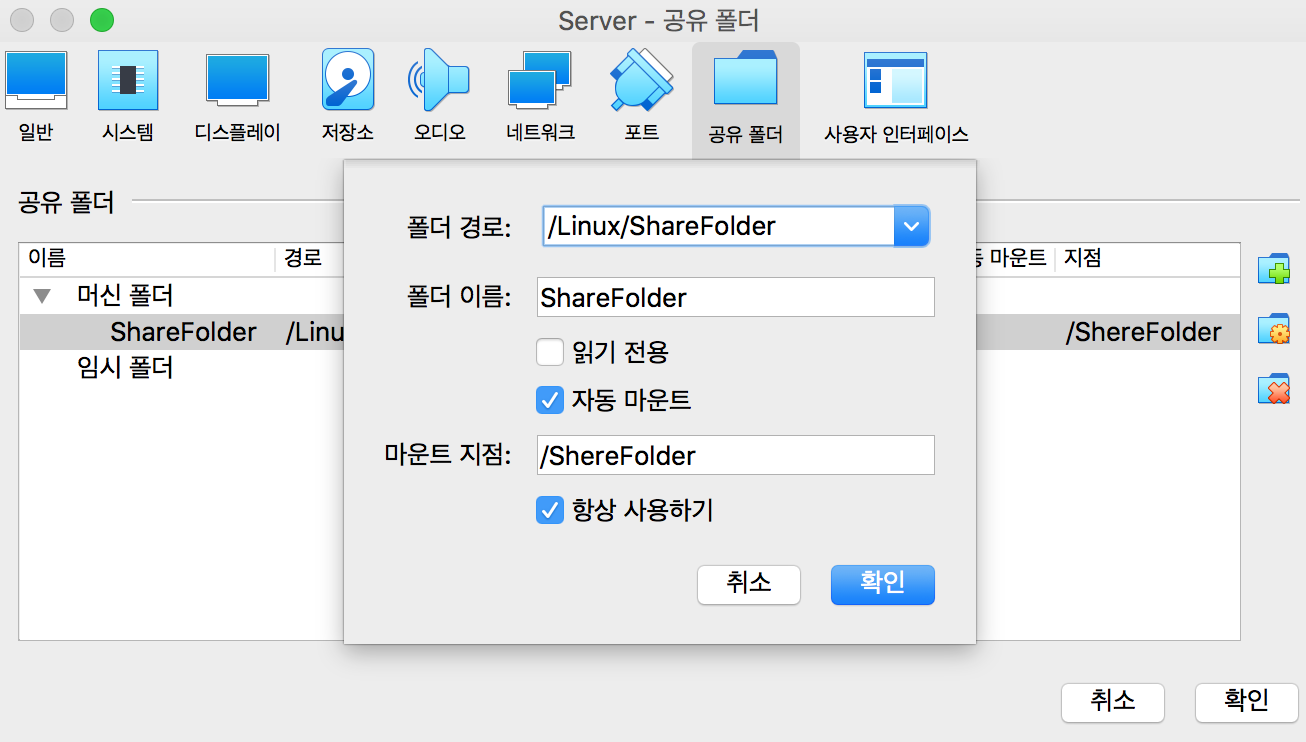 Server - 공유 폴더
일반 시스템 디스플레이 저장소 오디오 네트워크 포트 공유 폴더 사용자 인터페이스
공유 폴더
이름 경로 마운트 지점
머신 폴더
ShareFolder /Linu /ShereFolder
임시 폴더
폴더 경로: /Linux/ShareFolder
폴더 이름: ShareFolder
읽기 전용
자동 마운트
마운트 지점: /ShereFolder
항상 사용하기
취소 확인
취소 확인